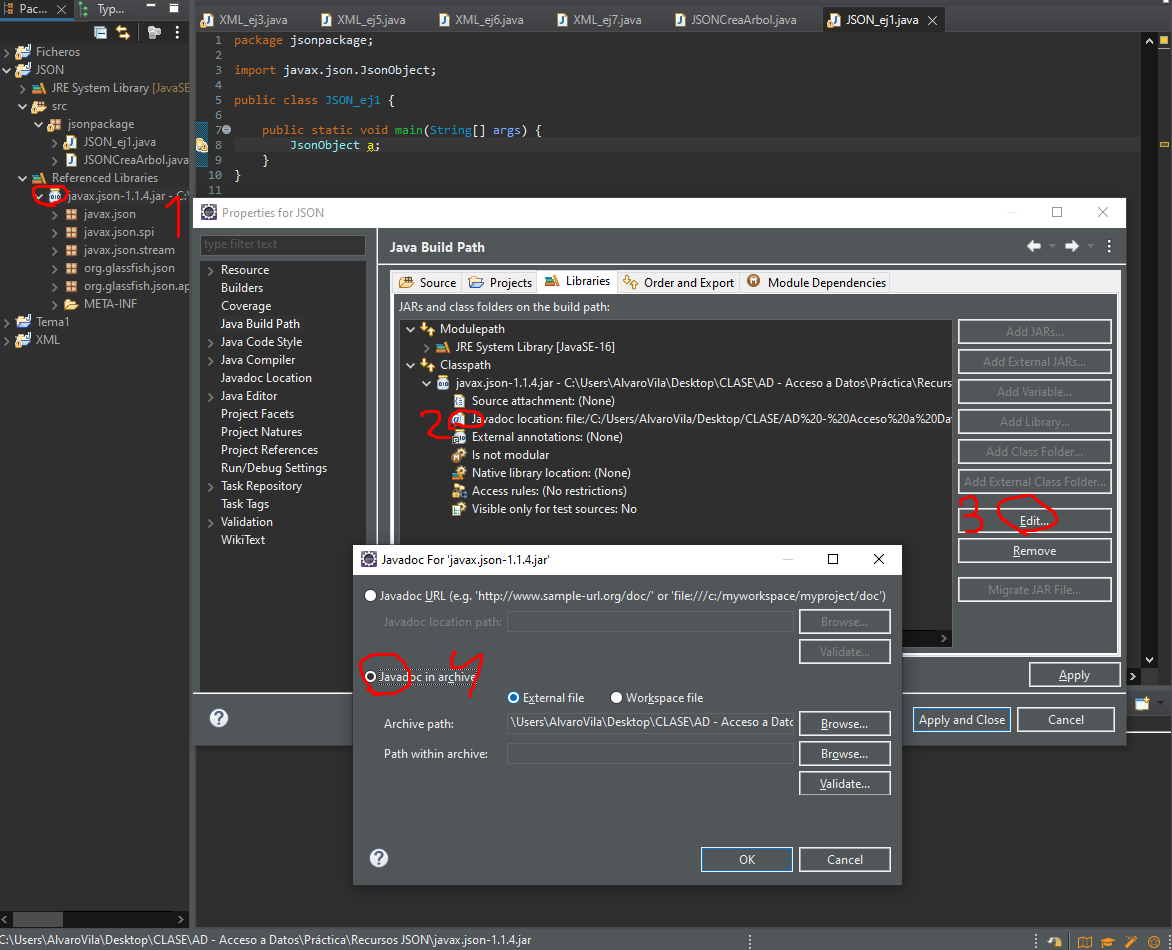 Pac...
Typ...
XML_ej3.java
XML_ej5.java
XML_ej6.java
XML_ej7.java
JSONCreaArbol.java
JSON_ej1.java
Ficheros
JSON
JRE System Library [JavaSE
src
jsonpackage
JSON_ej1.java
JSONCreaArbol.java
Referenced Libraries
javax.json-1.1.4.jar - C:\
javax.json
javax.json.spi
javax.json.stream
org.glassfish.json
org.glassfish.json.ap
META-INF
Tema1
XML
1
1 package jsonpackage;
2
3 import javax.json.JsonObject;
4
5 public class JSON_ej1 {
6
7 public static void main(String[] args) {
8 JsonObject a;
9 }
10 }
11
Properties for JSON
type filter text
Resource
Builders
Coverage
Java Build Path
Java Code Style
Java Compiler
Javadoc Location
Java Editor
Project Facets
Project Natures
Project References
Run/Debug Settings
Task Repository
Task Tags
Validation
WikiText
Java Build Path
Source
Projects
Libraries
Order and Export
Module Dependencies
JARs and class folders on the build path:
Modulepath
JRE System Library [JavaSE-16]
Classpath
javax.json-1.1.4.jar - C:\Users\AlvaroVila\Desktop\CLASE\AD - Acceso a Datos\Práctica\Recurs
Source attachment: (None)
2
Javadoc location: file:/C:/Users/AlvaroVila/Desktop/CLASE/AD%20-%20Acceso%20a%20Da
External annotations: (None)
Is not modular
Native library location: (None)
Access rules: (No restrictions)
Visible only for test sources: No
Add JARs...
Add External JARs...
Add Variable...
Add Library...
Add Class Folder...
Add External Class Folder...
3
Edit...
Remove
Migrate JAR File...
Apply
Apply and Close
Cancel
Javadoc For 'javax.json-1.1.4.jar'
Javadoc URL (e.g. 'http://www.sample-url.org/doc/' or 'file:///c:/myworkspace/myproject/doc')
Javadoc location path:
Browse...
Validate...
Javadoc in archive
4
External file
Workspace file
Archive path:
\Users\AlvaroVila\Desktop\CLASE\AD - Acceso a Datc
Browse...
Path within archive:
Browse...
Validate...
OK
Cancel
C:\Users\AlvaroVila\Desktop\CLASE\AD - Acceso a Datos\Práctica\Recursos JSON\javax.json-1.1.4.jar